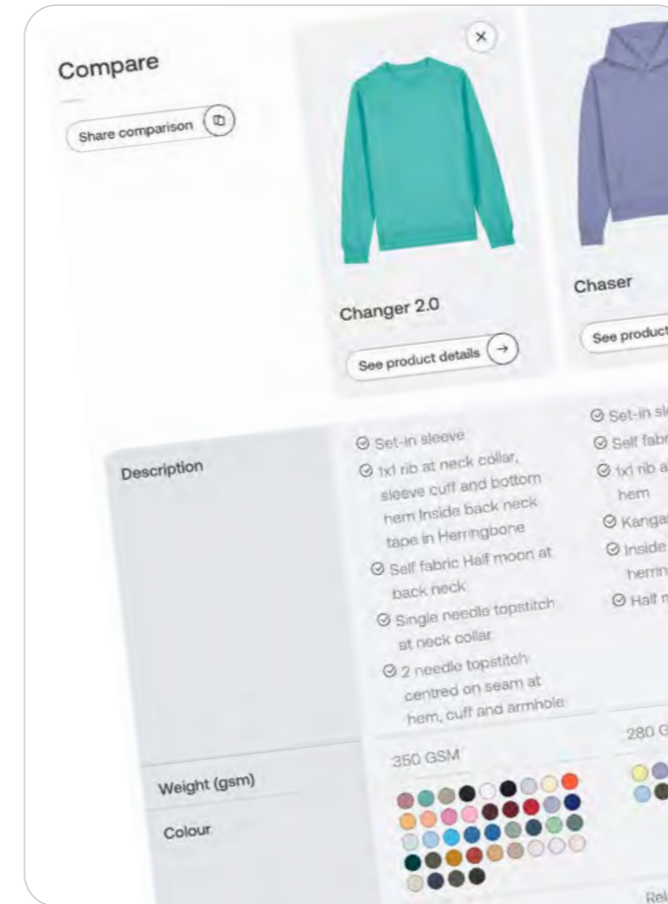 Compare
Share comparison
Changer 2.0
See product details
Chaser
See product
Description
Set-in sleeve
1x1 rib at neck collar,
sleeve cuff and bottom
hem Inside back neck
tape in Herringbone
Self fabric Half moon at
back neck
Single needle topstitch
at neck collar
2 needle topstitch
centred on seam at
hem, cuff and armhole
Set-in sle
Self fabr
1x1 rib a
hem
Kangar
Inside
herrin
Half m
Weight (gsm)
350 GSM
280 G
Colour
Rel